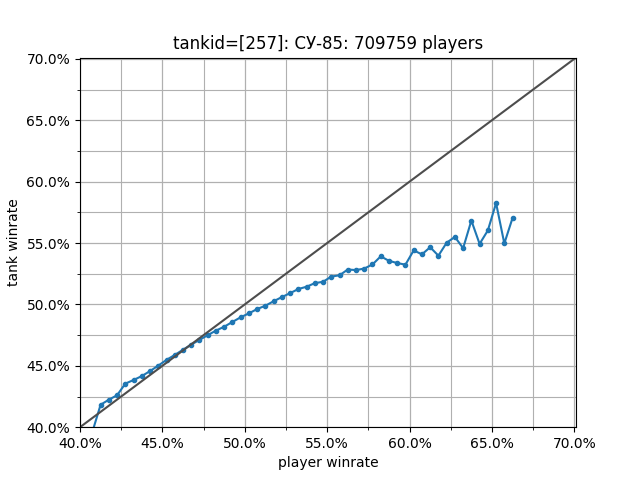 tankid=[257]: СУ-85: 709759 players
70.0%
65.0%
60.0%
55.0%
50.0%
45.0%
40.0%
tank winrate
40.0% 45.0% 50.0% 55.0% 60.0% 65.0% 70.0%
player winrate